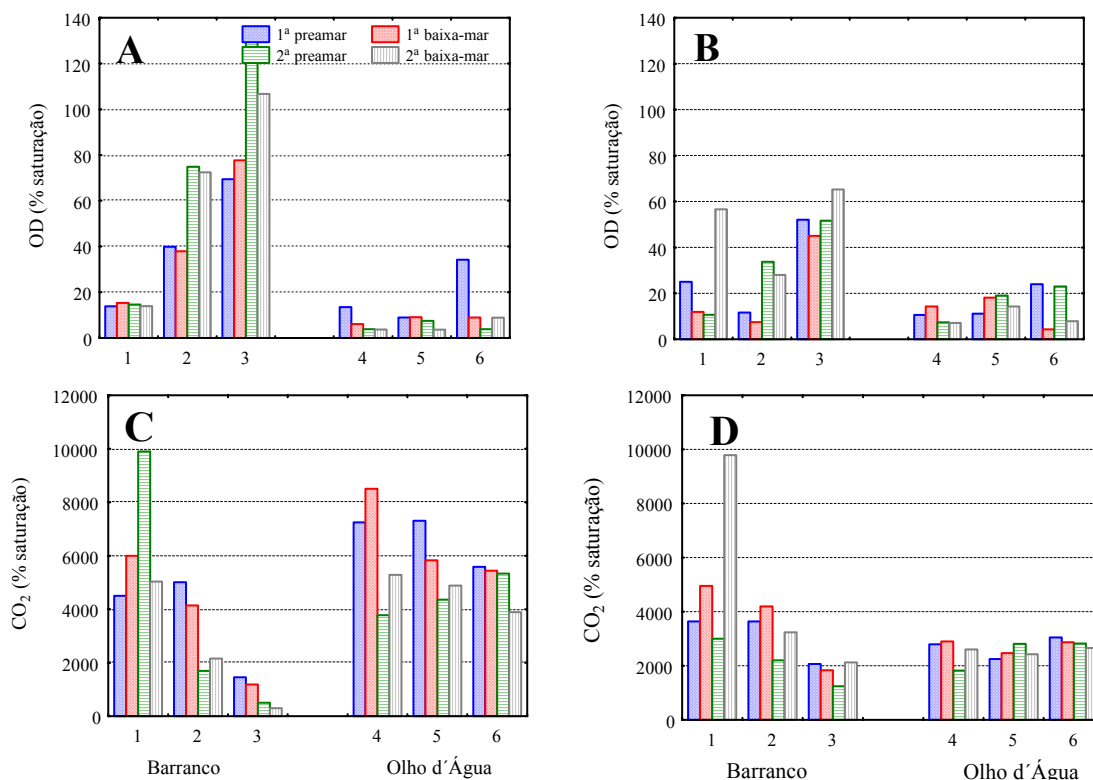 A
1ª preamar
1ª baixa-mar
2ª preamar
2ª baixa-mar
OD (% saturação)
140
120
100
80
60
40
20
0
1 2 3 4 5 6
B
OD (% saturação)
140
120
100
80
60
40
20
0
1 2 3 4 5 6
C
CO2 (% saturação)
12000
10000
8000
6000
4000
2000
0
1 2 3 4 5 6
Barranco Olho d´Água
D
CO2 (% saturação)
12000
10000
8000
6000
4000
2000
0
1 2 3 4 5 6
Barranco Olho d´Água